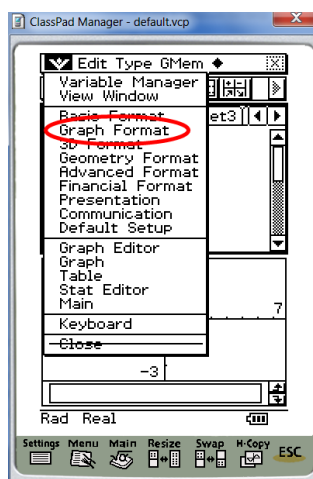 ClassPad Manager - default.vcp
Edit Type GMem ◆
Variable Manager
View Window
Basic Format
et3
Graph Format
3D Format
Geometry Format
Advanced Format
Financial Format
Presentation
Communication
Default Setup
Graph Editor
Graph
Table
Stat Editor
Main
7
Keyboard
Close
-3
Rad Real
Settings Menu Main Resize Swap H-Copy ESC